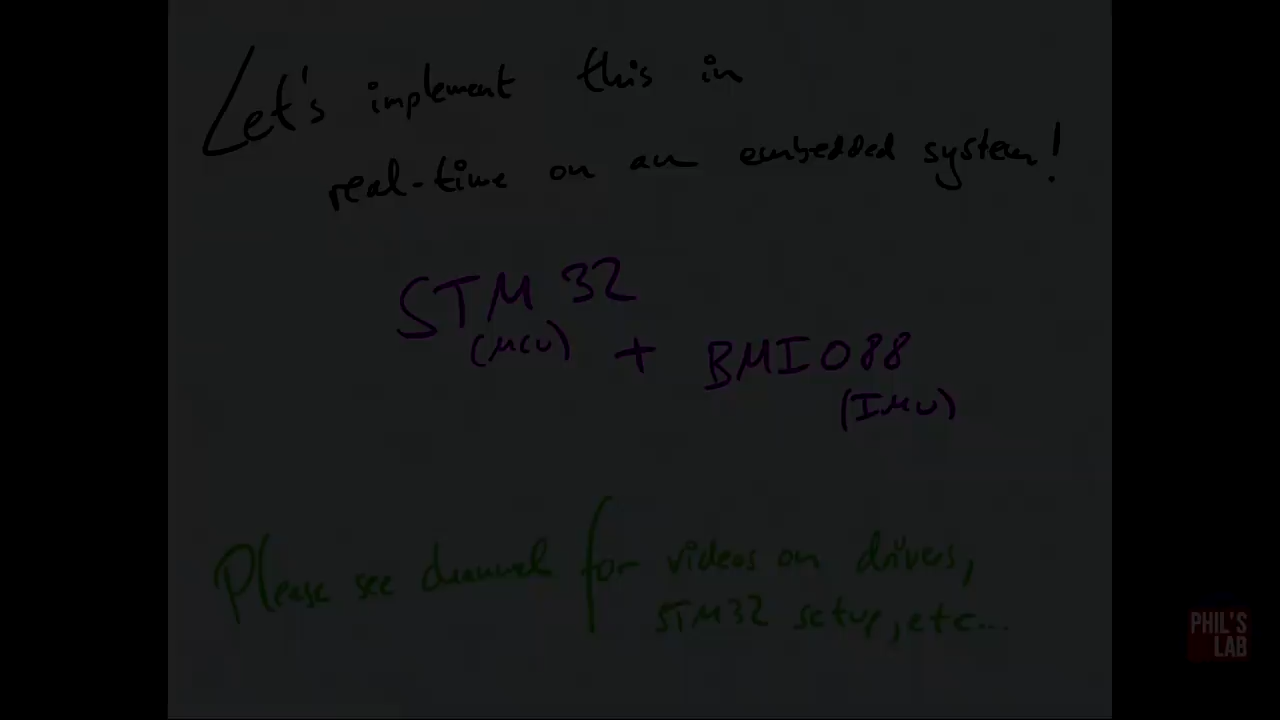 Let's implement this in
real-time on an embedded system!
STM32
(MCU) + BMI088
(IMU)
Please see channel for videos on drivers,
STM32 setup, etc...
PHIL'S
LAB